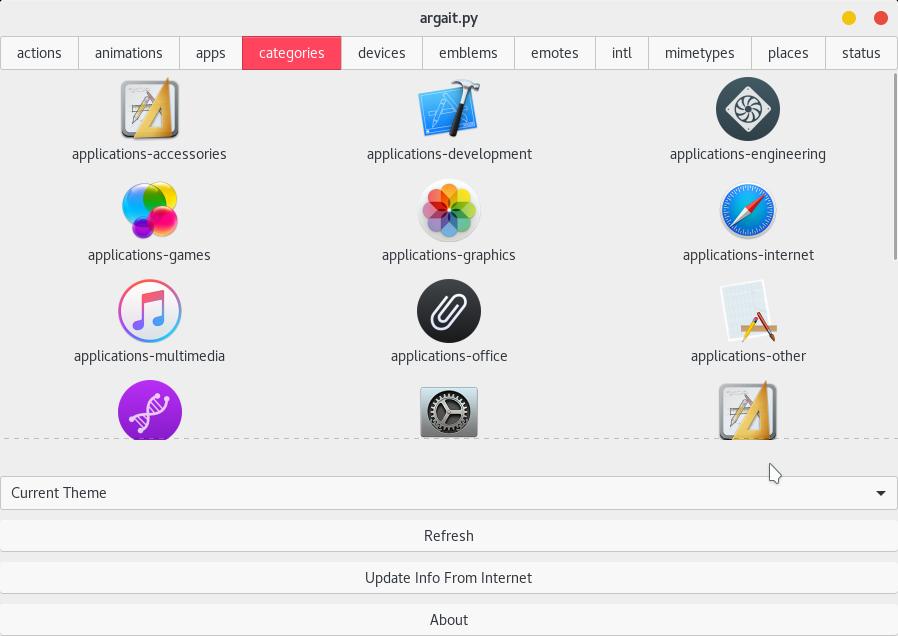 argait.py
actions animations apps categories devices emblems emotes intl mimetypes places status
applications-accessories applications-development applications-engineering
applications-games applications-graphics applications-internet
applications-multimedia applications-office applications-other
Current Theme
Refresh
Update Info From Internet
About